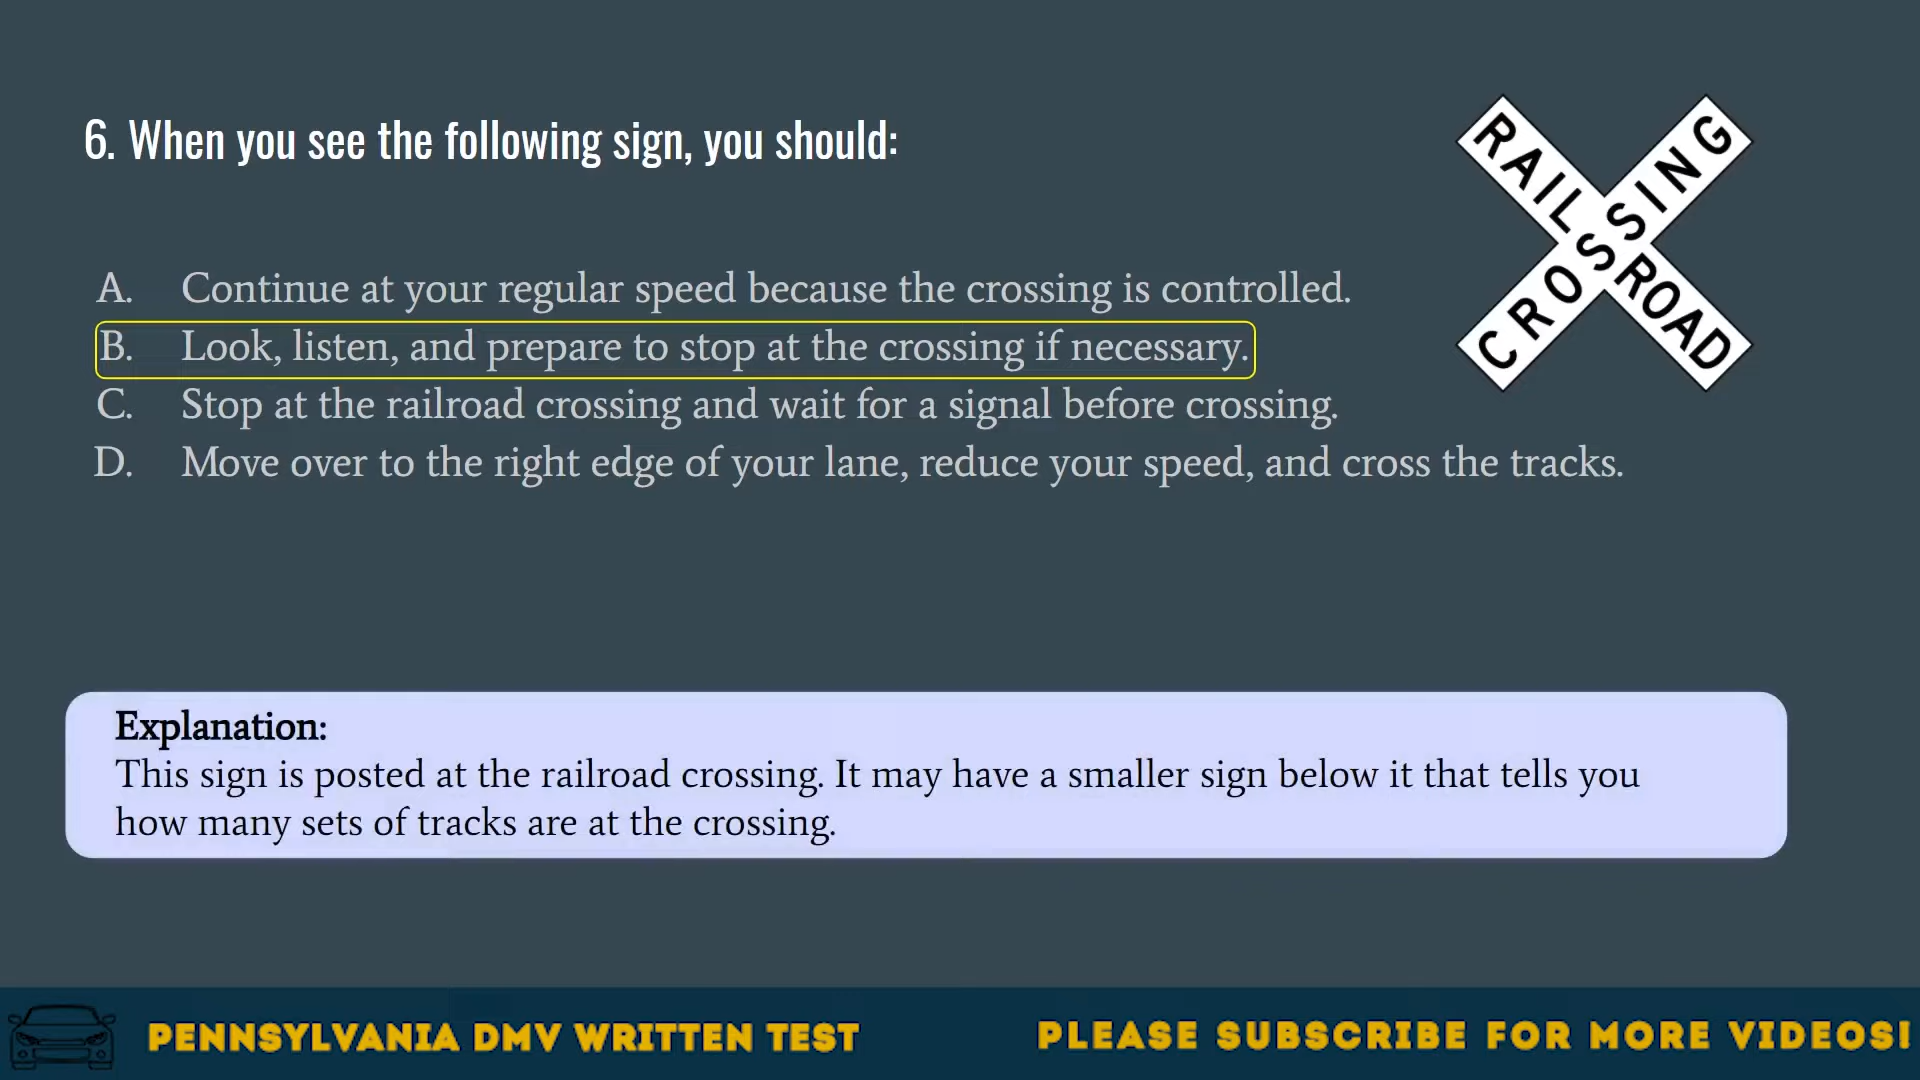 6. When you see the following sign, you should:
RAILROAD
CROSSING
A. Continue at your regular speed because the crossing is controlled.
B. Look, listen, and prepare to stop at the crossing if necessary.
C. Stop at the railroad crossing and wait for a signal before crossing.
D. Move over to the right edge of your lane, reduce your speed, and cross the tracks.
Explanation:
This sign is posted at the railroad crossing. It may have a smaller sign below it that tells you
how many sets of tracks are at the crossing.
PENNSYLVANIA DMV WRITTEN TEST
PLEASE SUBSCRIBE FOR MORE VIDEOS!